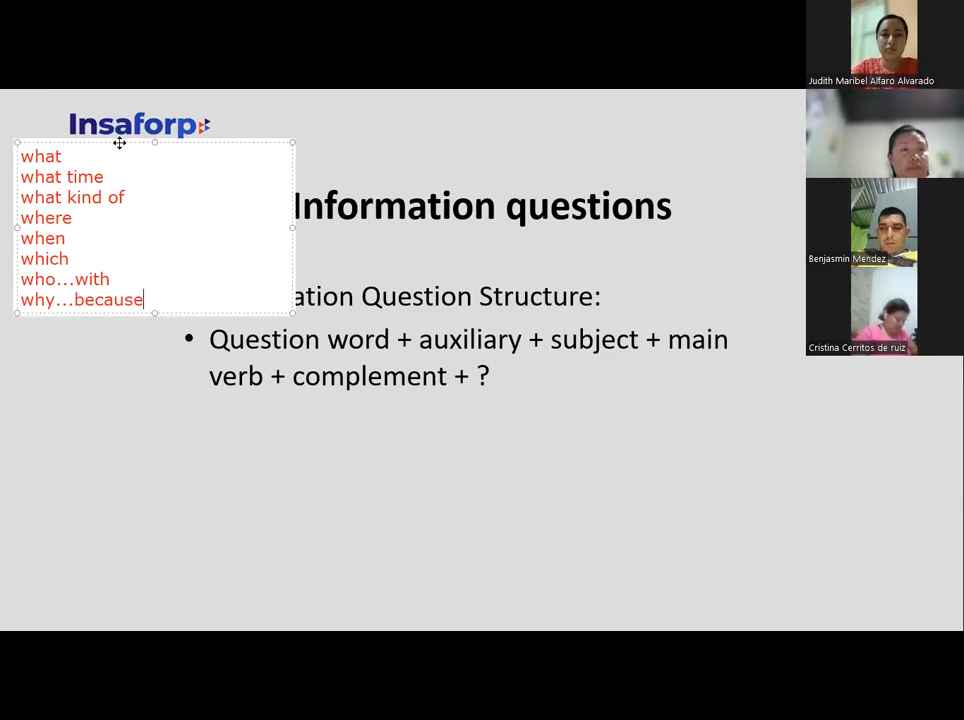 Judith Maribel Alfaro Alvarado
Insaforp
what
what time
what kind of
where
when
which
who...with
why...because
Information questions
ation Question Structure:
• Question word + auxiliary + subject + main
verb + complement + ?
Benjasmin Mendez
Cristina Cerritos de ruiz